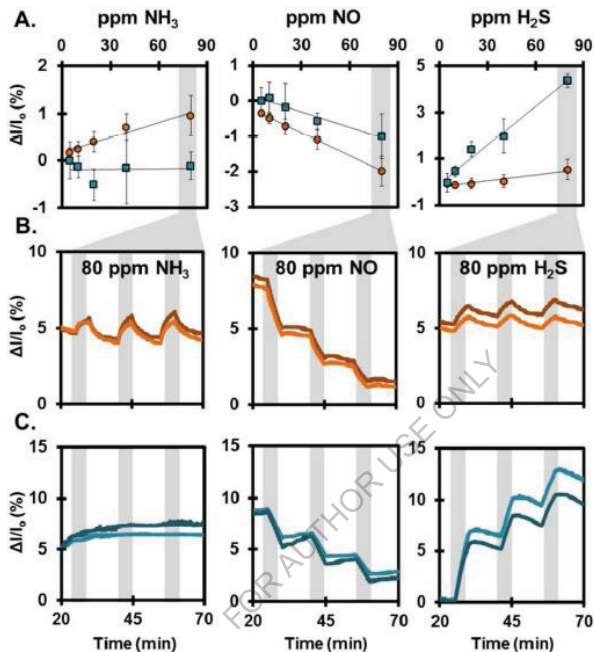 A. ppm NH₃ ppm NO ppm H₂S
0 30 60 90 0 30 60 90 0 30 60 90
ΔI/Iₒ (%)
2 1 0 -1
1 0 -1 -2 -3
5 3 1 -1
B.
ΔI/Iₒ (%)
10 5 0
80 ppm NH₃
10 5 0
80 ppm NO
10 5 0
80 ppm H₂S
C.
ΔI/Iₒ (%)
15 10 5 0
15 10 5 0
15 10 5 0
20 45 70 20 45 70 20 45 70
Time (min) Time (min) Time (min)
FOR AUTHOR USE ONLY